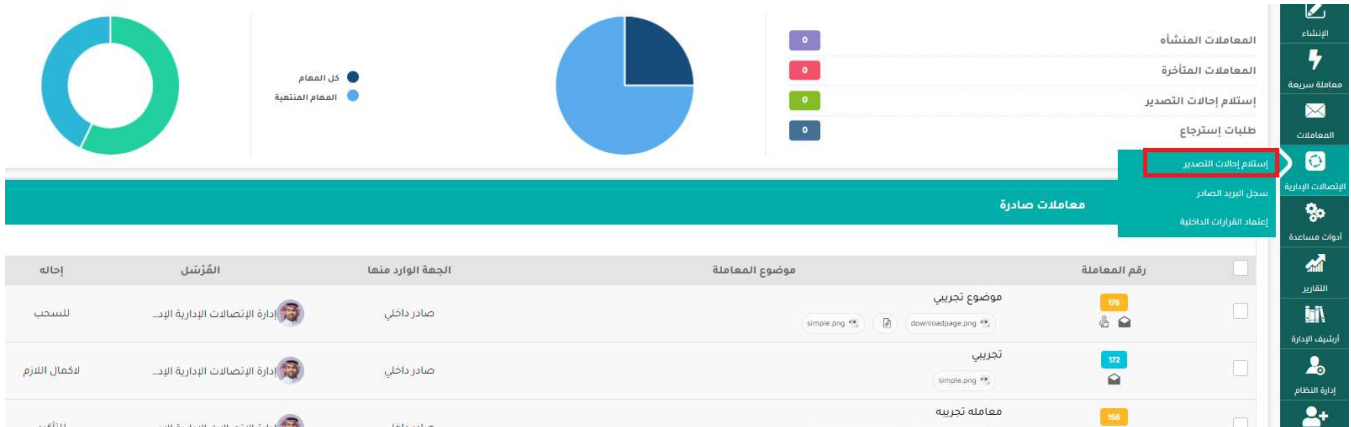 الإنشاء
معاملة سريعة
المعاملات
الإتصالات الإدارية
أدوات مساعدة
التقارير
أرشيف الإدارة
إدارة النظام
المعاملات المنشأه
0
المعاملات المتأخرة
0
إستلام إحالات التصدير
0
طلبات إسترجاع
0
كل المهام
المهام المنتهية
إستلام إحالات التصدير
سجل البريد الصادر
إعتماد القرارات الداخلية
معاملات صادرة
رقم المعاملة موضوع المعاملة الجهة الوارد منها المُرْسَل إحاله
176 موضوع تجريبي صادر داخلي إدارة الإتصالات الإدارية الإد... للسحب
downloadpage.png simple.png
172 تجريبي صادر داخلي إدارة الإتصالات الإدارية الإد... لاكمال اللازم
simple.png
156 معامله تجريبه